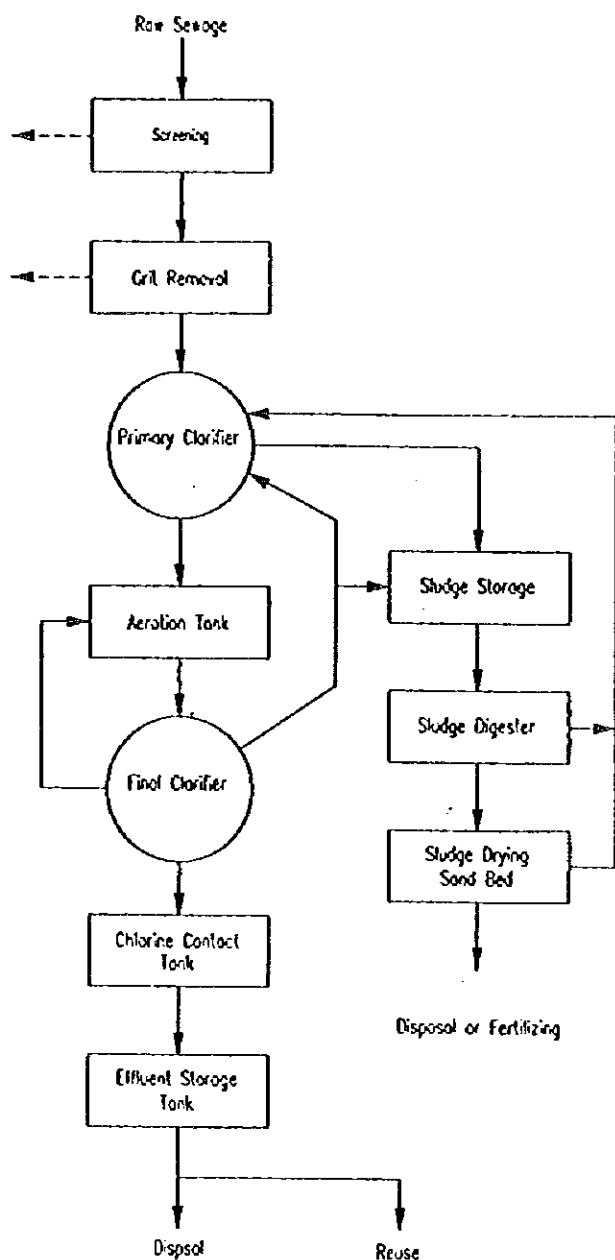 Raw Sewage
Screening
Grit Removal
Primary Clarifier
Sludge Storage
Aeration Tank
Sludge Digester
Final Clarifier
Sludge Drying
Sand Bed
Chlorine Contact
Tank
Disposal or Fertilizing
Effluent Storage
Tank
Dispsal
Reuse